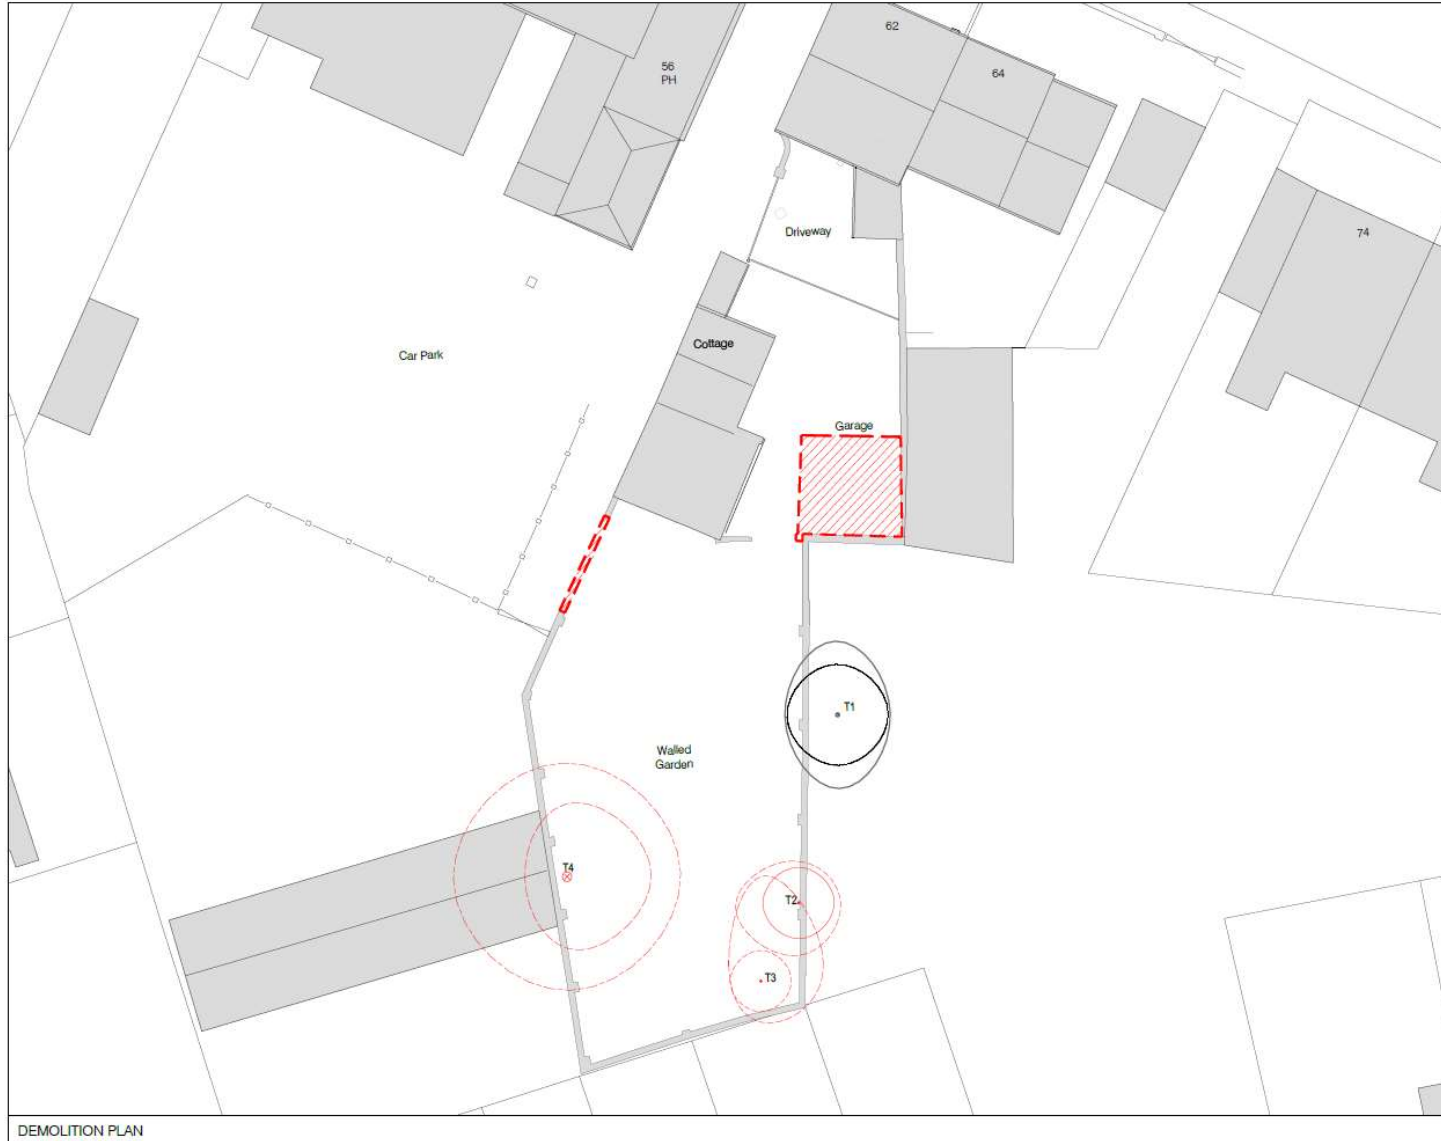 62
56
PH
64
Driveway
74
Cottage
Car Park
Garage
T1
Walled
Garden
T4
T2
T3
DEMOLITION PLAN